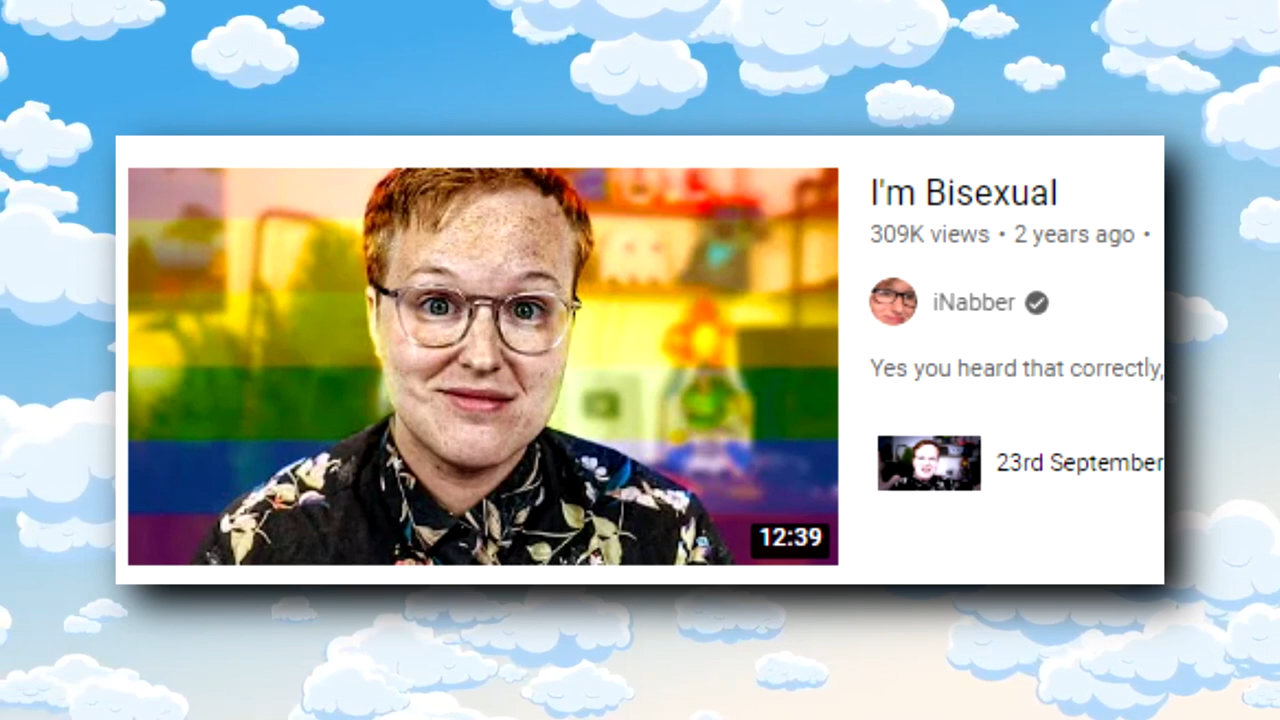 I'm Bisexual
309K views • 2 years ago •
iNabber
Yes you heard that correctly,
12:39
23rd September